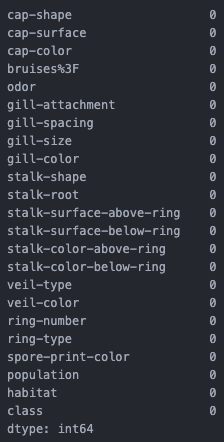 cap-shape 0
cap-surface 0
cap-color 0
bruises%3F 0
odor 0
gill-attachment 0
gill-spacing 0
gill-size 0
gill-color 0
stalk-shape 0
stalk-root 0
stalk-surface-above-ring 0
stalk-surface-below-ring 0
stalk-color-above-ring 0
stalk-color-below-ring 0
veil-type 0
veil-color 0
ring-number 0
ring-type 0
spore-print-color 0
population 0
habitat 0
class 0
dtype: int64